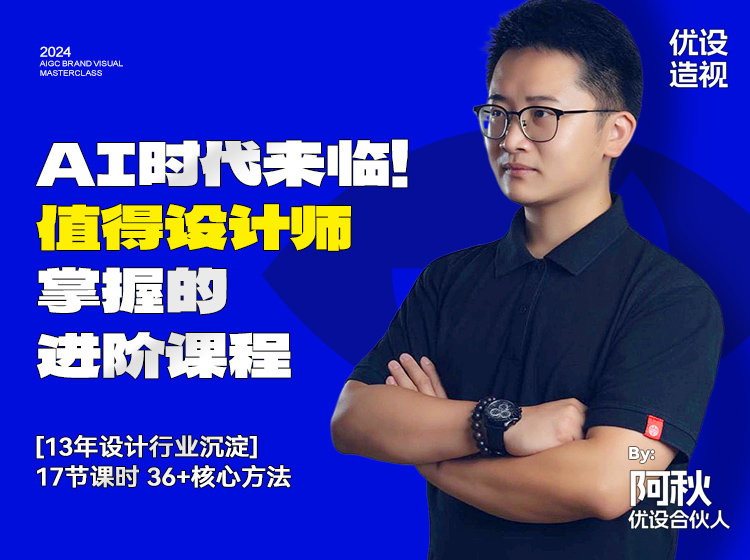 2024
AIGC BRAND VISUAL
MASTERCLASS
优设
造视
AI时代来临!
值得设计师
掌握的
进阶课程
[13年设计行业沉淀]
17节课时 36+核心方法
By:
阿秋
优设合伙人